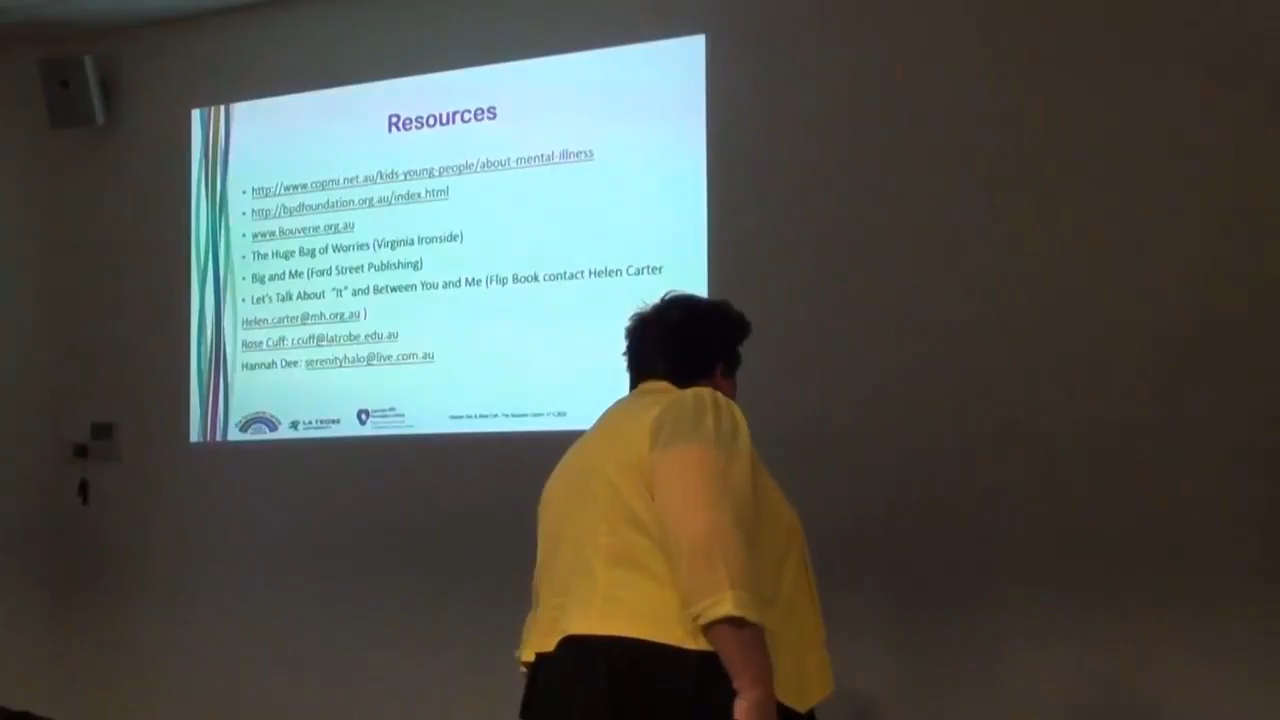 Resources
• http://www.copmi.net.au/kids-young-people/about-mental-illness
• http://bpdfoundation.org.au/index.html
• www.Bouverie.org.au
• The Huge Bag of Worries (Virginia Ironside)
• Big and Me (Ford Street Publishing)
• Let's Talk About "It" and Between You and Me (Flip Book contact Helen Carter
Helen.carter@mh.org.au )
Rose Cuff: r.cuff@latrobe.edu.au
Hannah Dee: serenityhalo@live.com.au
LA TROBE
UNIVERSITY